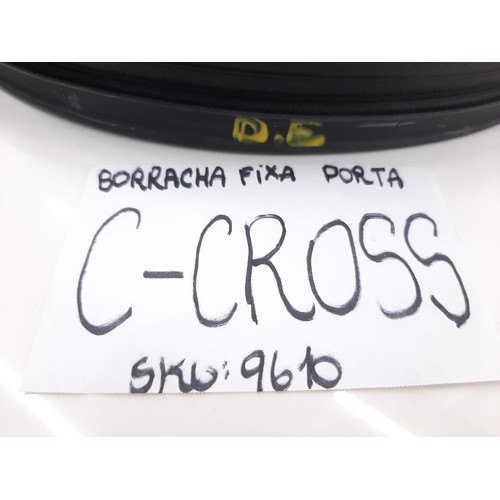 D.E
BORRACHA FixA PORTA
C-CROSS
SKU: 9610